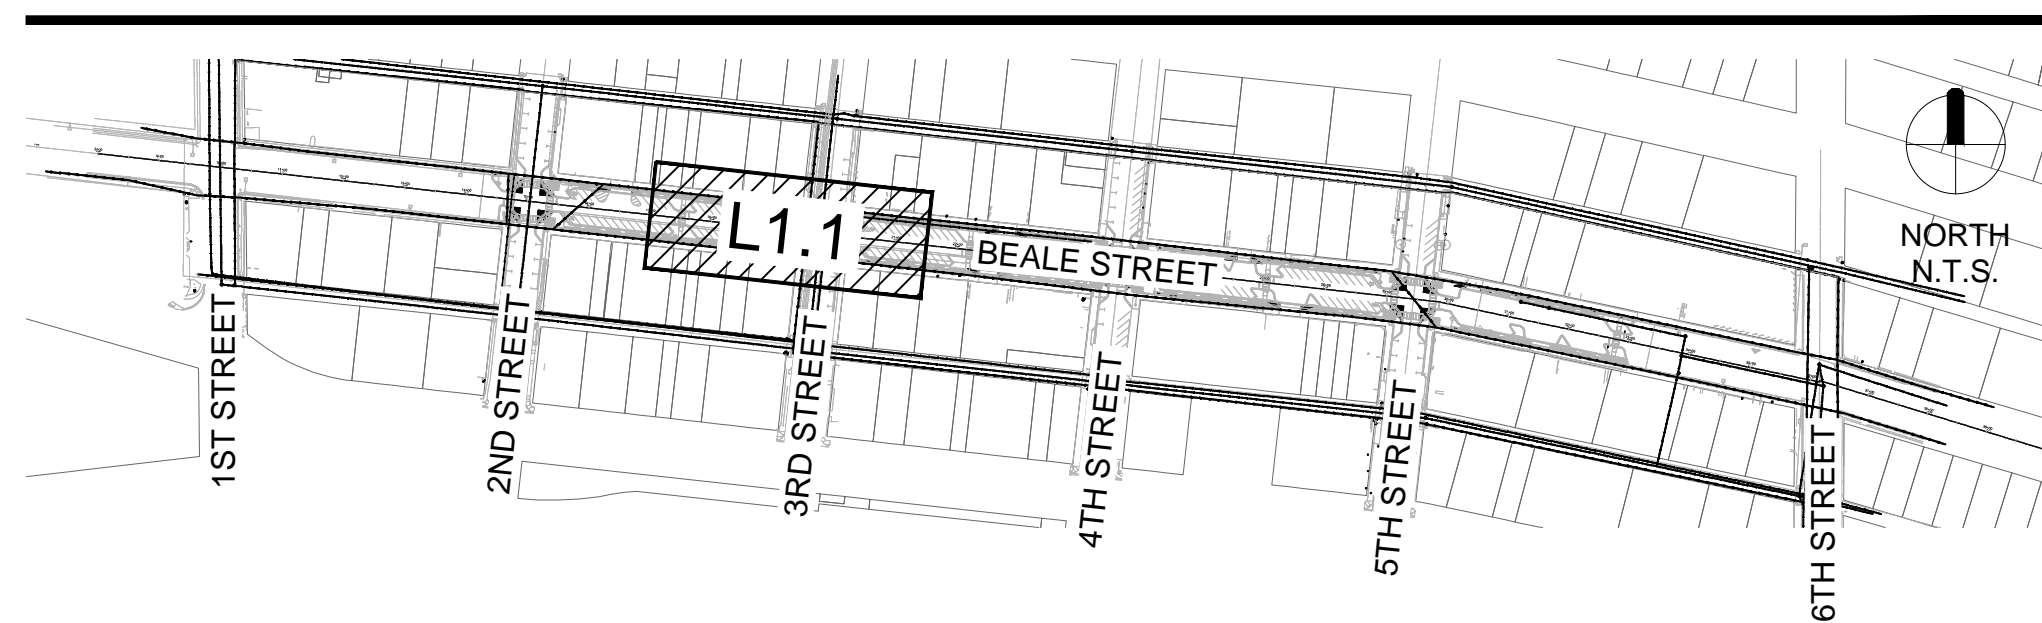 L1.1
BEALE STREET
NORTH
N.T.S.
1ST STREET
2ND STREET
3RD STREET
4TH STREET
5TH STREET
6TH STREET